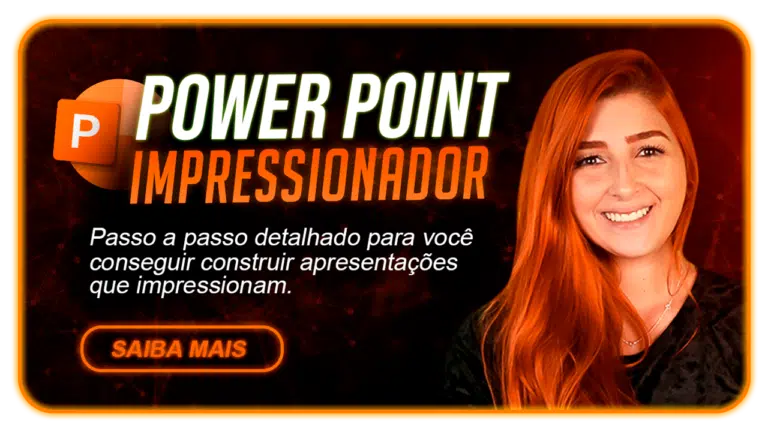 P
POWER POINT
IMPRESSIONADOR
Passo a passo detalhado para você
conseguir construir apresentações
que impressionam.
SAIBA MAIS